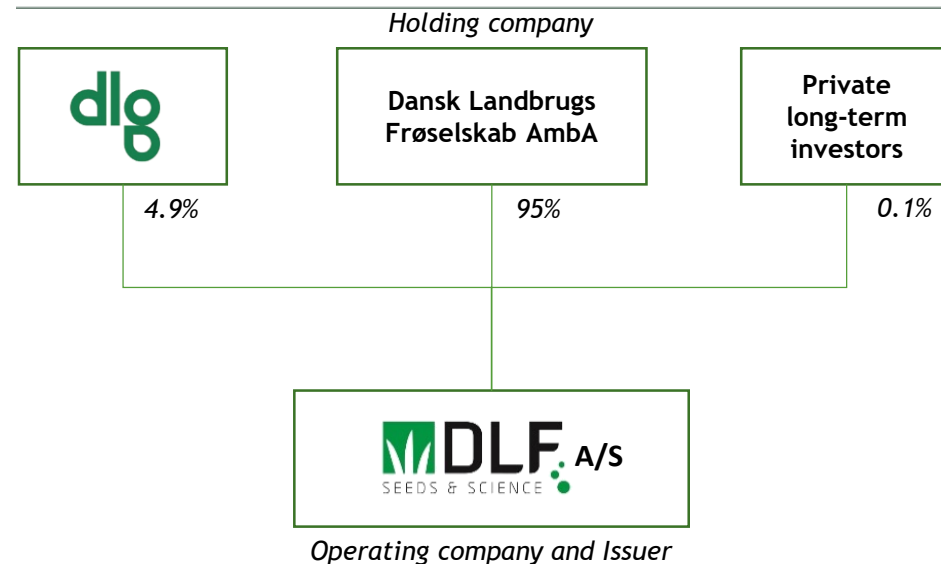 Holding company
dlg
Dansk Landbrugs
Frøselskab AmbA
Private
long-term
investors
4.9%
95%
0.1%
DLF A/S
SEEDS & SCIENCE
Operating company and Issuer